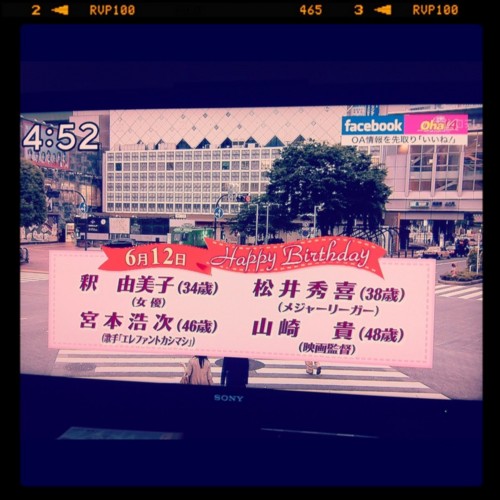 2 ◀ RVP100 465 3 ◀ RVP100
4:52
facebook Oha!4
OA情報を先取り「いいね!」
6月12日 Happy Birthday
釈 由美子(34歳) 松井秀喜(38歳)
(女優) (メジャーリーガー)
宮本浩次(46歳) 山崎 貴(48歳)
(歌手「エレファントカシマシ」) (映画監督)
SONY